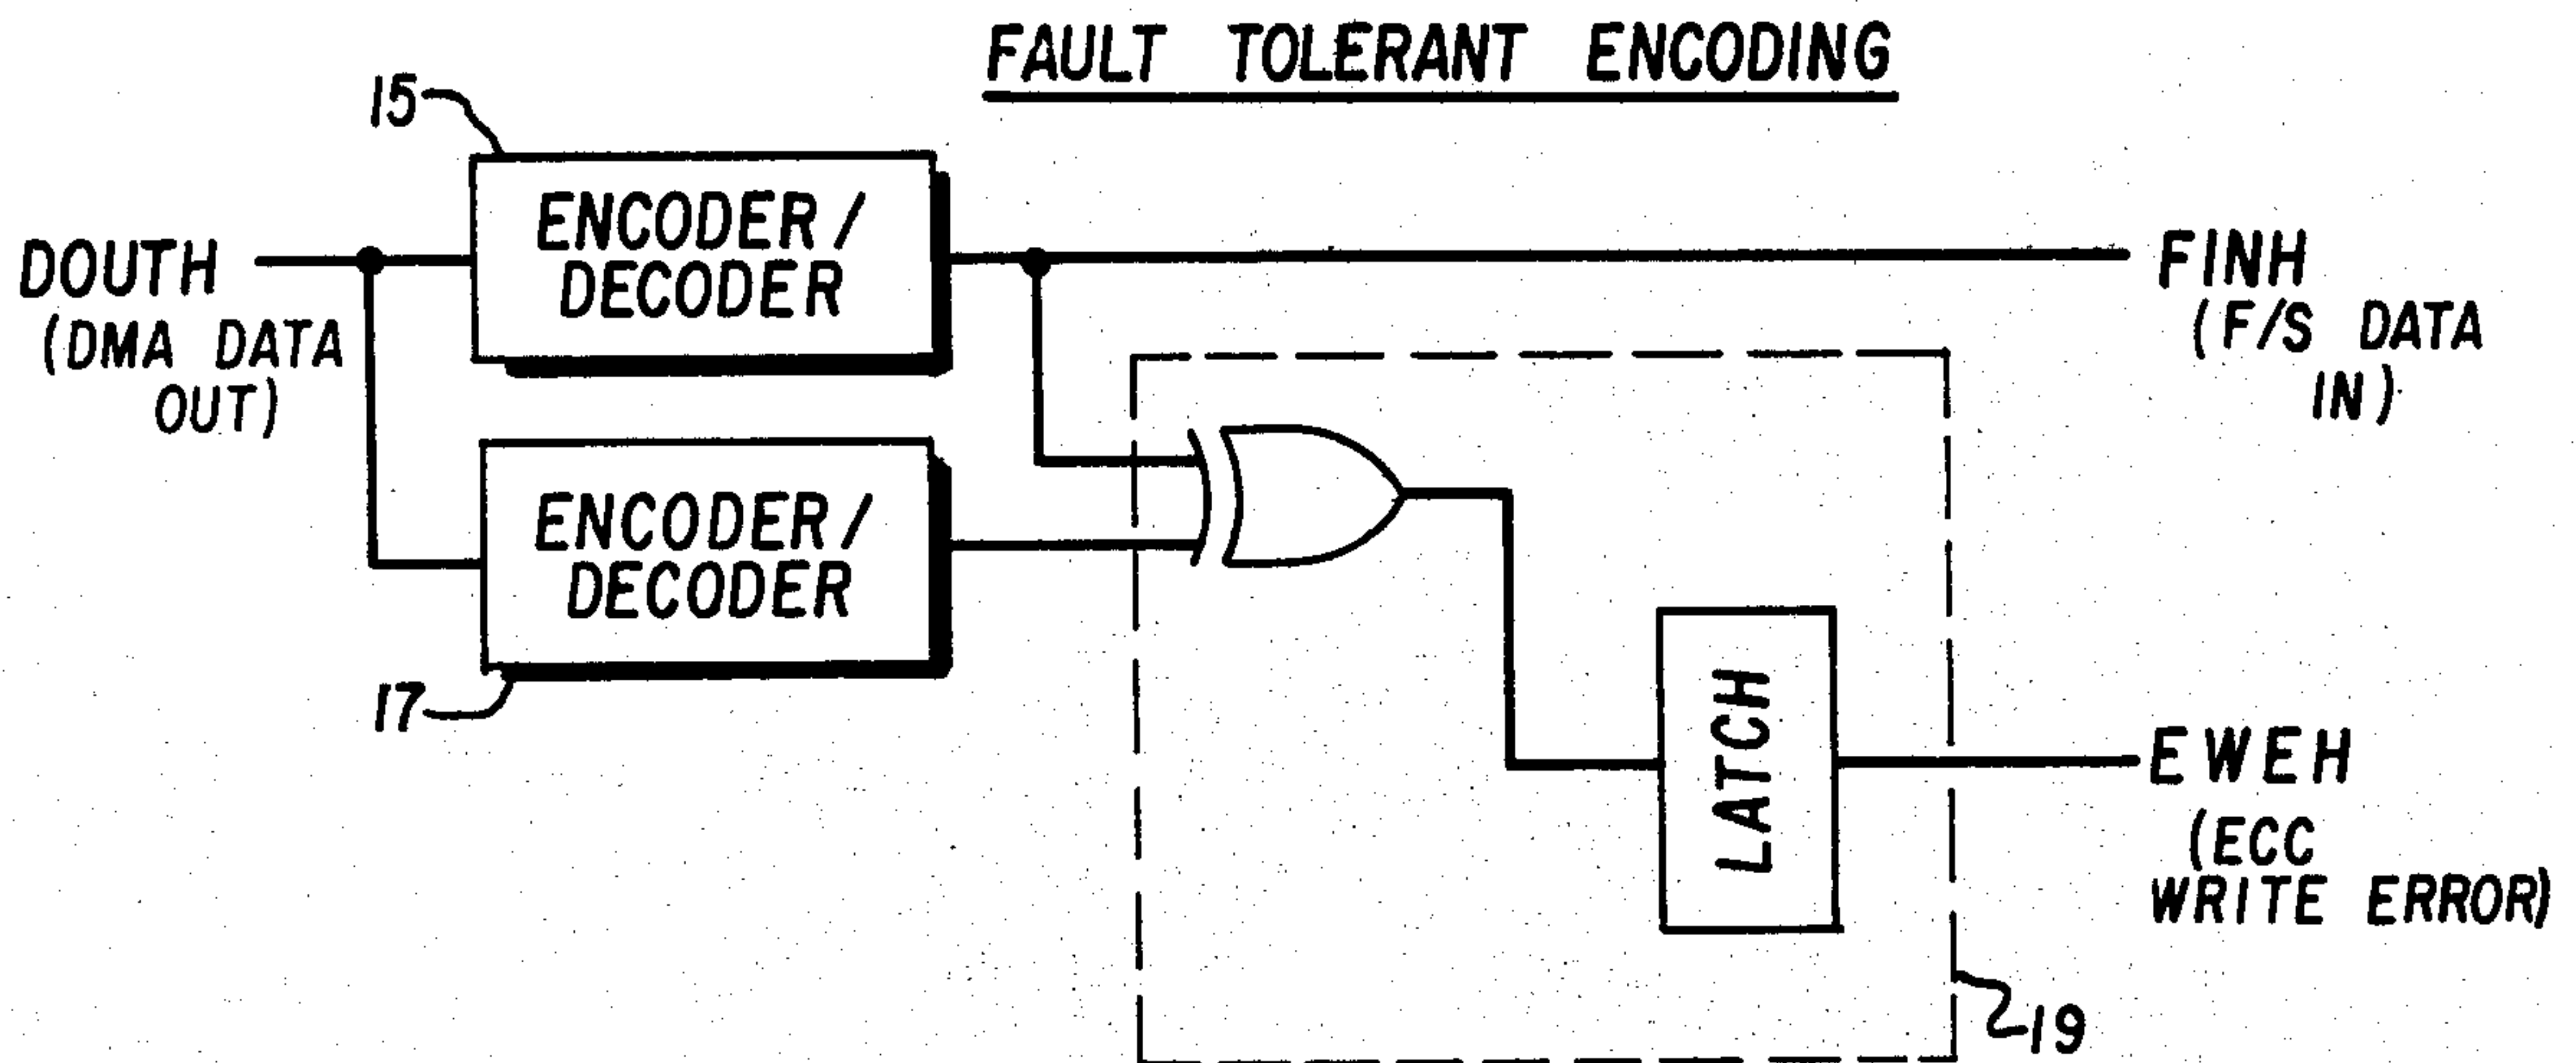 FAULT TOLERANT ENCODING
15
ENCODER/
DECODER
DOUTH
(DMA DATA
OUT)
FINH
(F/S DATA
IN)
ENCODER/
DECODER
17
LATCH
EWEH
(ECC
WRITE ERROR)
19